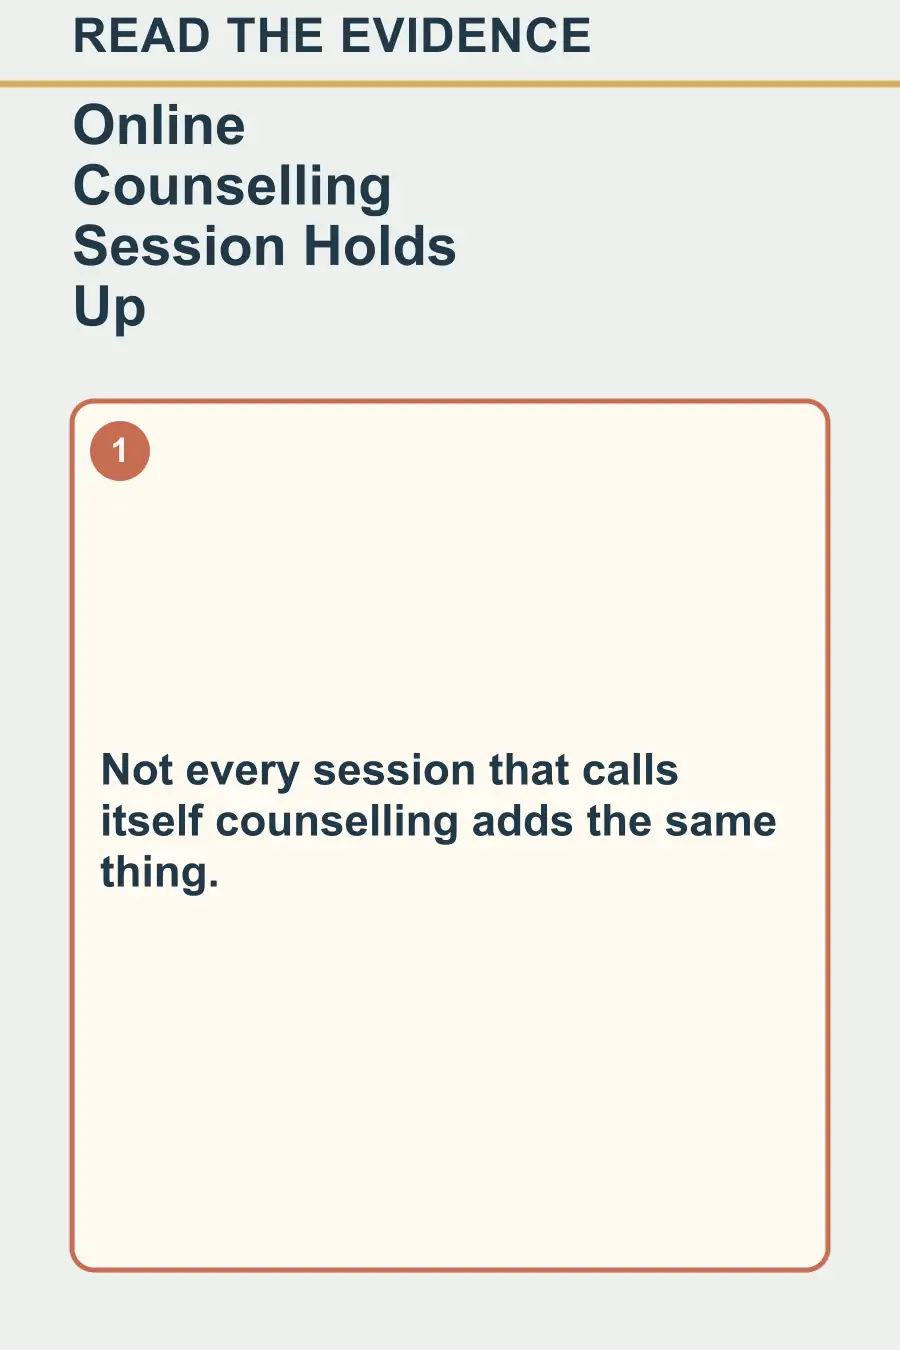 READ THE EVIDENCE
Online
Counselling
Session Holds
Up
1
Not every session that calls
itself counselling adds the same
thing.